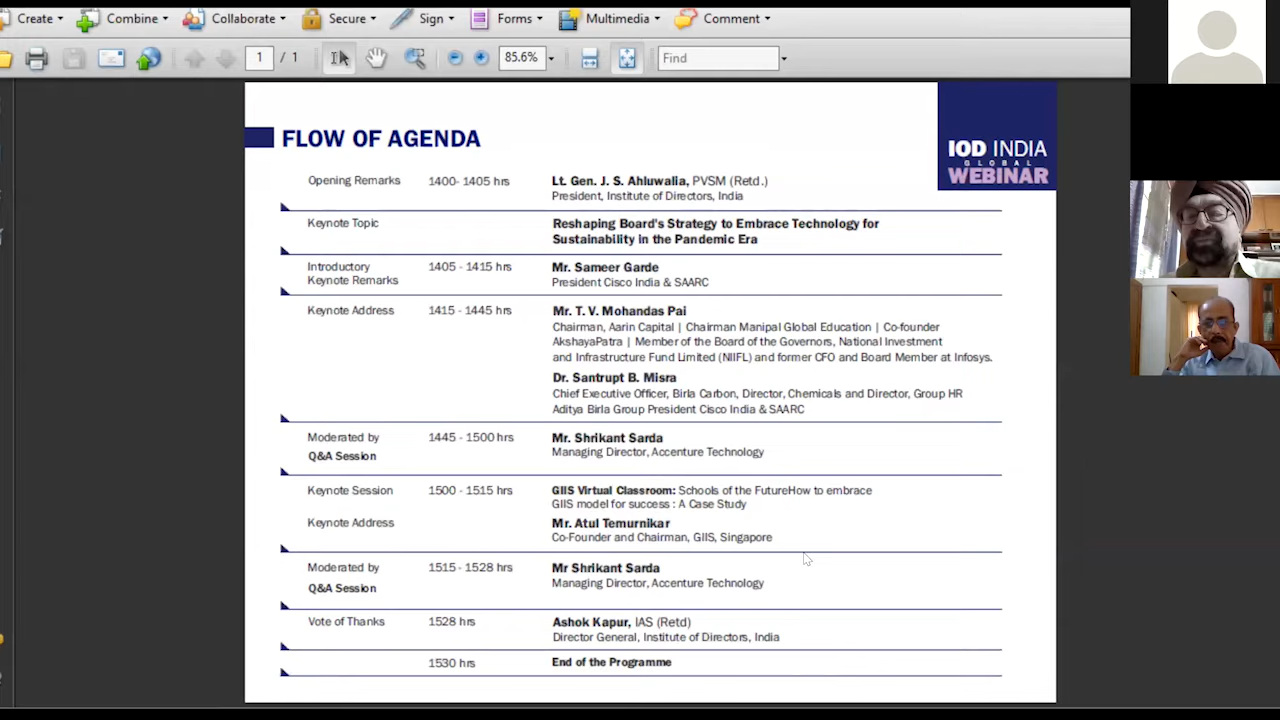 Create Combine Collaborate Secure Sign Forms Multimedia Comment
1 / 1 85.6% Find
FLOW OF AGENDA
IOD INDIA
GLOBAL
WEBINAR
Opening Remarks 1400- 1405 hrs Lt. Gen. J. S. Ahluwalia, PVSM (Retd.)
President, Institute of Directors, India
Keynote Topic Reshaping Board's Strategy to Embrace Technology for
Sustainability in the Pandemic Era
Introductory 1405 - 1415 hrs Mr. Sameer Garde
Keynote Remarks President Cisco India & SAARC
Keynote Address 1415 - 1445 hrs Mr. T. V. Mohandas Pai
Chairman, Aarin Capital | Chairman Manipal Global Education | Co-founder
AkshayaPatra | Member of the Board of the Governors, National Investment
and Infrastructure Fund Limited (NIIFL) and former CFO and Board Member at Infosys.
Dr. Santrupt B. Misra
Chief Executive Officer, Birla Carbon, Director, Chemicals and Director, Group HR
Aditya Birla Group President Cisco India & SAARC
Moderated by 1445 - 1500 hrs Mr. Shrikant Sarda
Q&A Session Managing Director, Accenture Technology
Keynote Session 1500 - 1515 hrs GIIS Virtual Classroom: Schools of the FutureHow to embrace
GIIS model for success : A Case Study
Keynote Address Mr. Atul Temurnikar
Co-Founder and Chairman, GIIS, Singapore
Moderated by 1515 - 1528 hrs Mr Shrikant Sarda
Q&A Session Managing Director, Accenture Technology
Vote of Thanks 1528 hrs Ashok Kapur, IAS (Retd)
Director General, Institute of Directors, India
1530 hrs End of the Programme